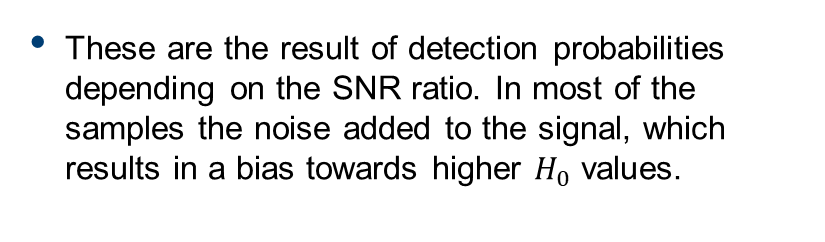 • These are the result of detection probabilities
depending on the SNR ratio. In most of the
samples the noise added to the signal, which
results in a bias towards higher H₀ values.